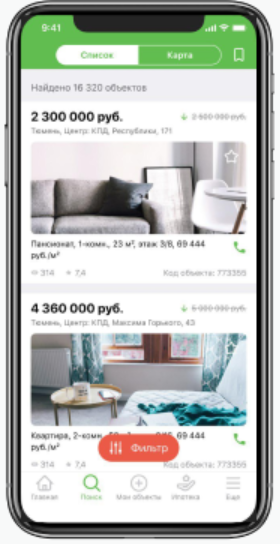 9:41
Список Карта
Найдено 16 320 объектов
2 300 000 руб. 2 500 000 руб.
Тюмень, Центр: КПД, Республики, 171
Пансионат, 1-комн., 23 м², этаж 3/8, 69 444
руб./м²
314 7,4 Код объекта: 773355
4 360 000 руб. 5 000 000 руб.
Тюмень, Центр: КПД, Максима Горького, 43
Квартира, 2-комн. 69 444
руб./м²
Фильтр
314 7,4 Код объекта: 773355
Главная Поиск Мои объекты Ипотека Еще